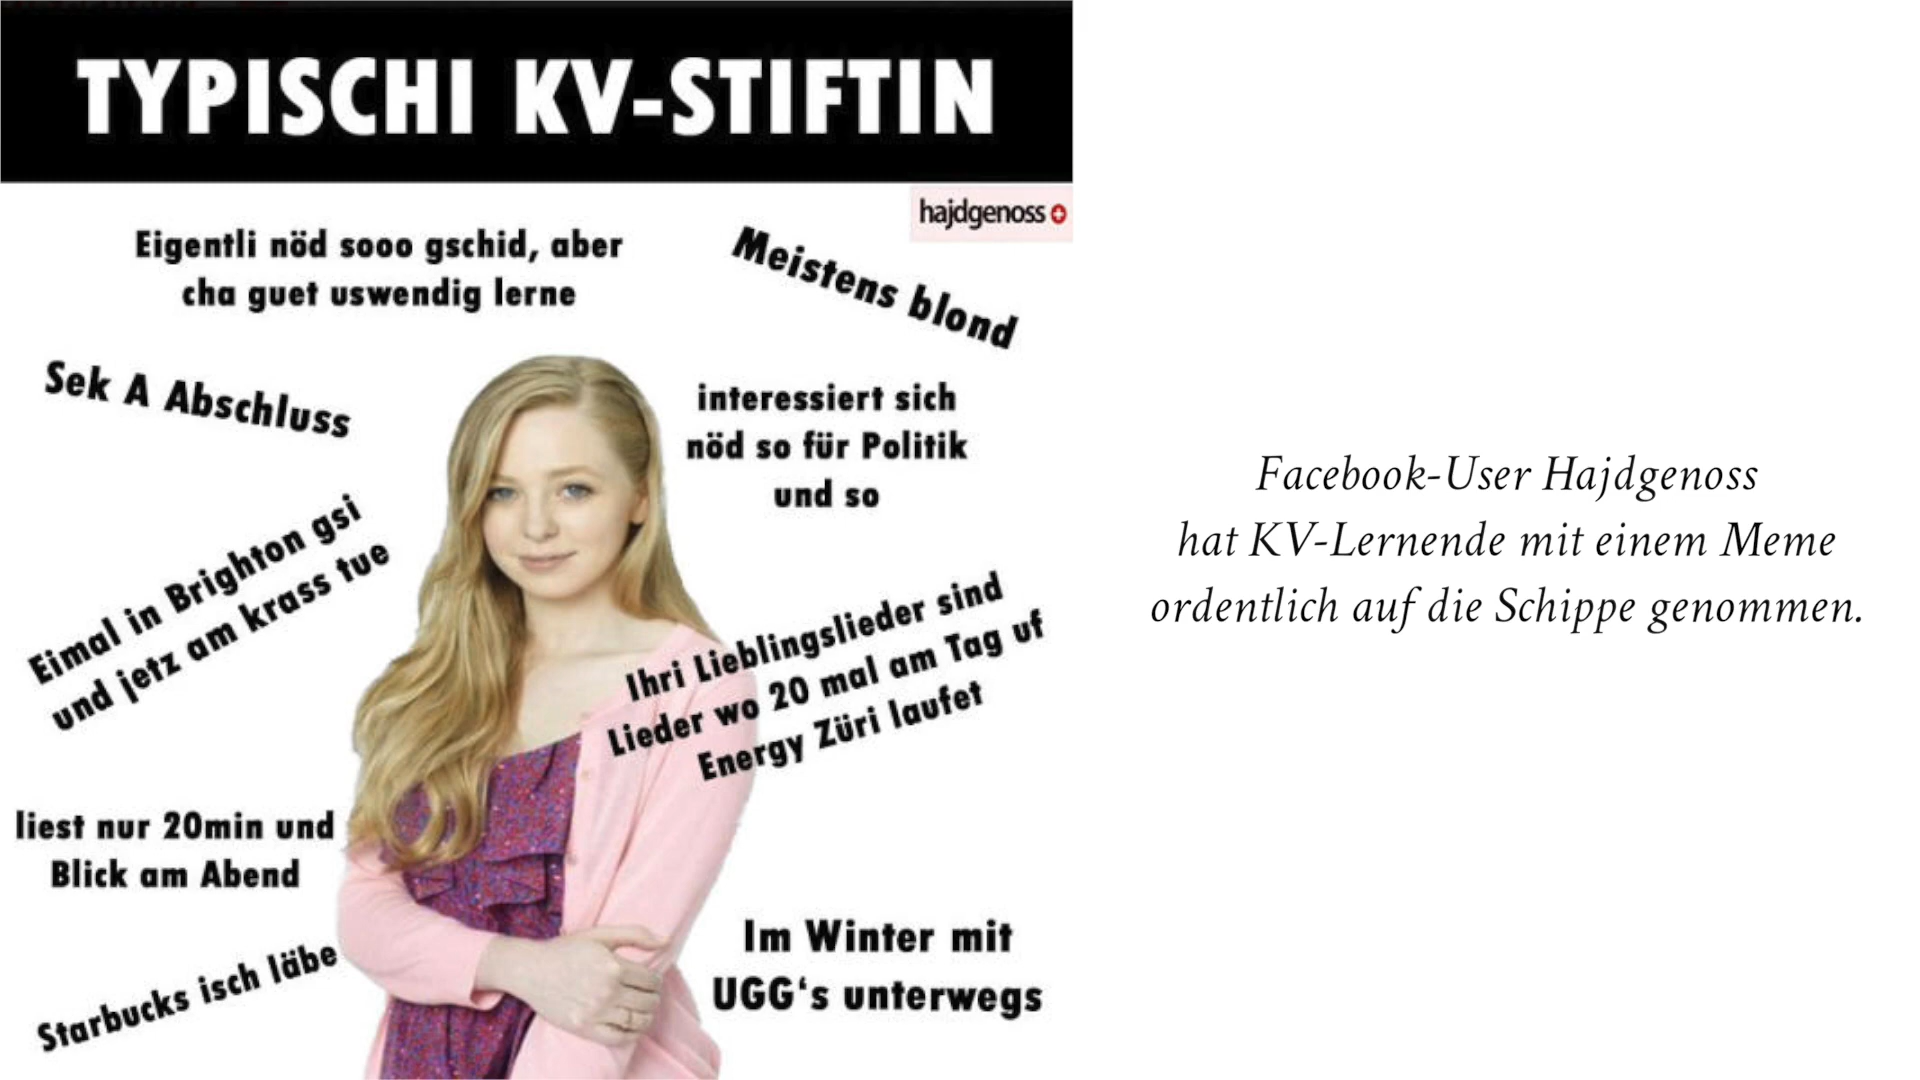 TYPISCHI KV-STIFTIN
hajdgenoss
Eigentli nöd sooo gschid, aber
cha guet uswendig lerne
Meistens blond
Sek A Abschluss
interessiert sich
nöd so für Politik
und so
Eimal in Brighton gsi
und jetz am krass tue
Ihri Lieblingslieder sind
Lieder wo 20 mal am Tag uf
Energy Züri laufet
liest nur 20min und
Blick am Abend
Starbucks isch läbe
Im Winter mit
UGG‘s unterwegs
Facebook-User Hajdgenoss
hat KV-Lernende mit einem Meme
ordentlich auf die Schippe genommen.